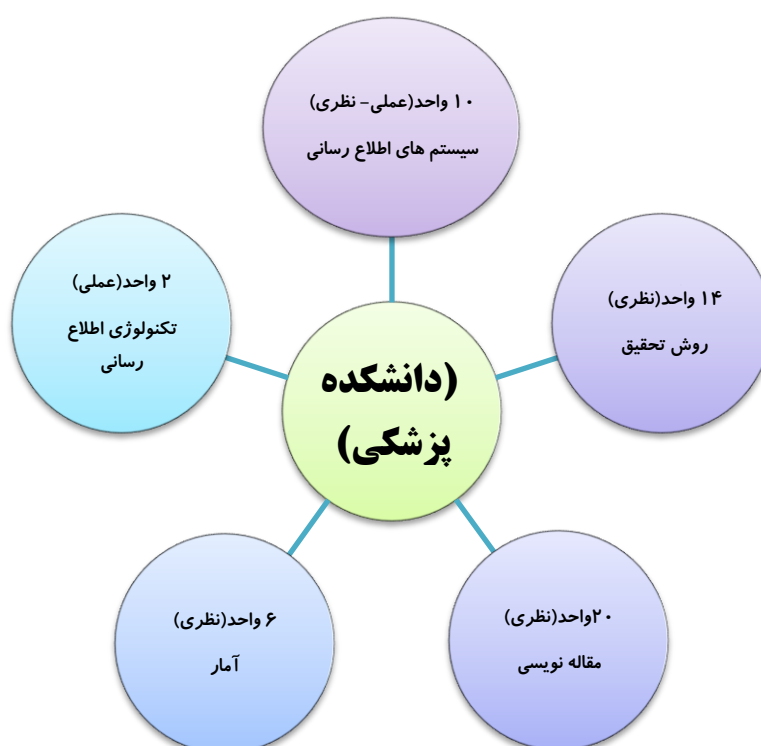 ۱۰ واحد(عملی- نظری)
سیستم های اطلاع رسانی
۱۴ واحد(نظری)
روش تحقیق
۲ واحد(عملی)
تکنولوژی اطلاع
رسانی
(دانشکده
پزشکی)
۲۰واحد(نظری)
مقاله نویسی
۶ واحد(نظری)
آمار